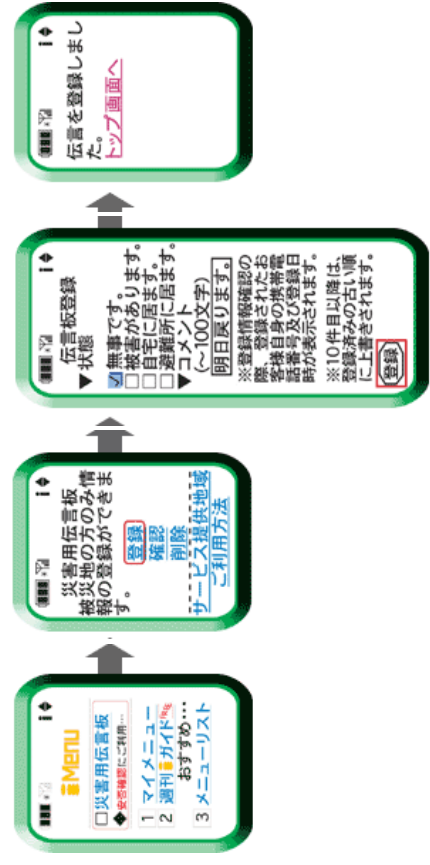 iMenu
□災害用伝言板
◆安否確認にご利用…
1 マイメニュー
2 週刊iガイド
おすすめ…
3 メニューリスト
災害用伝言板
被災地の方のみ情
報の登録ができま
す。
登録
確認
削除
サービス提供地域
ご利用方法
伝言板登録
▼状態
☑無事です。
□被害があります。
□自宅に居ます。
□避難所に居ます。
▼コメント
(~100文字)
明日戻ります。
※登録情報確認の
際、登録されたお
客様自身の携帯電
話番号及び登録日
時が表示されます。
※10件目以降は、
登録済みの古い順
に上書きされます。
登録
伝言を登録しまし
た。
トップ画面へ